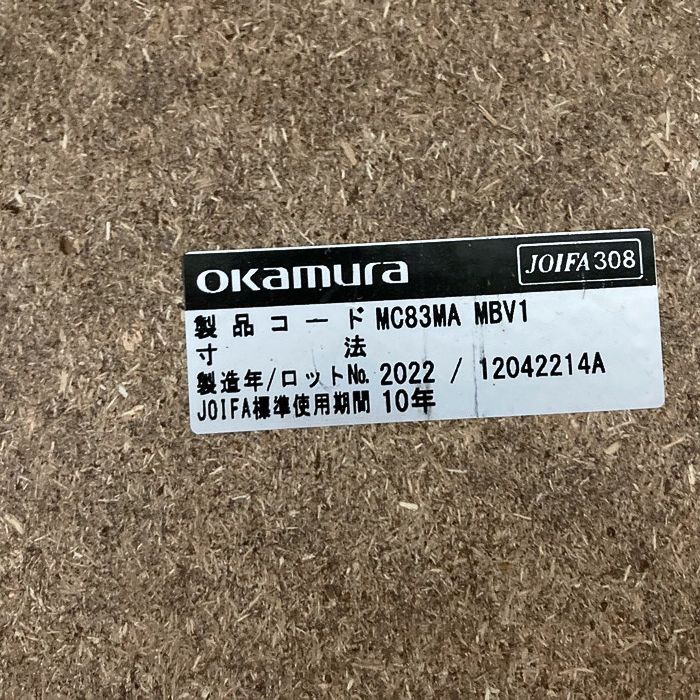 okamura JOIFA308
製品コード MC83MA MBV1
寸法
製造年/ロットNo. 2022 / 12042214A
JOIFA標準使用期間 10年